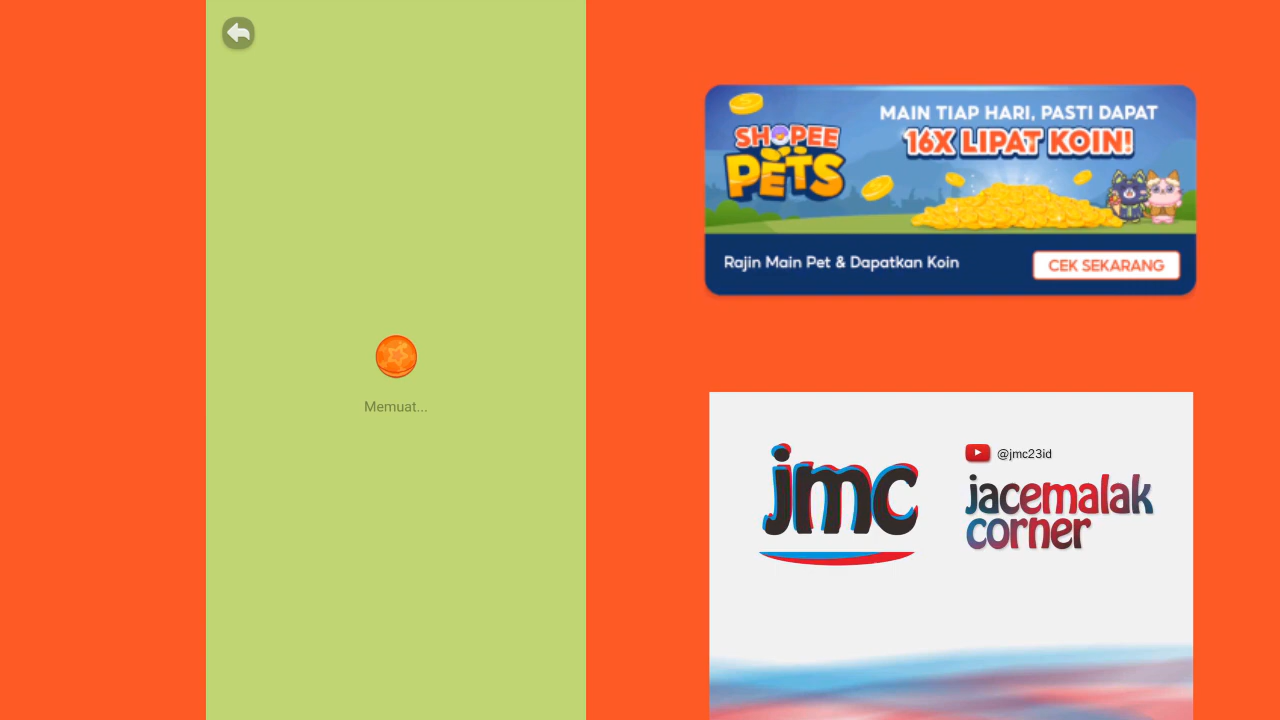 Memuat...
MAIN TIAP HARI, PASTI DAPAT
16X LIPAT KOIN!
SHOPEE
PETS
Rajin Main Pet & Dapatkan Koin
CEK SEKARANG
jmc
@jmc23id
jacemalak
corner